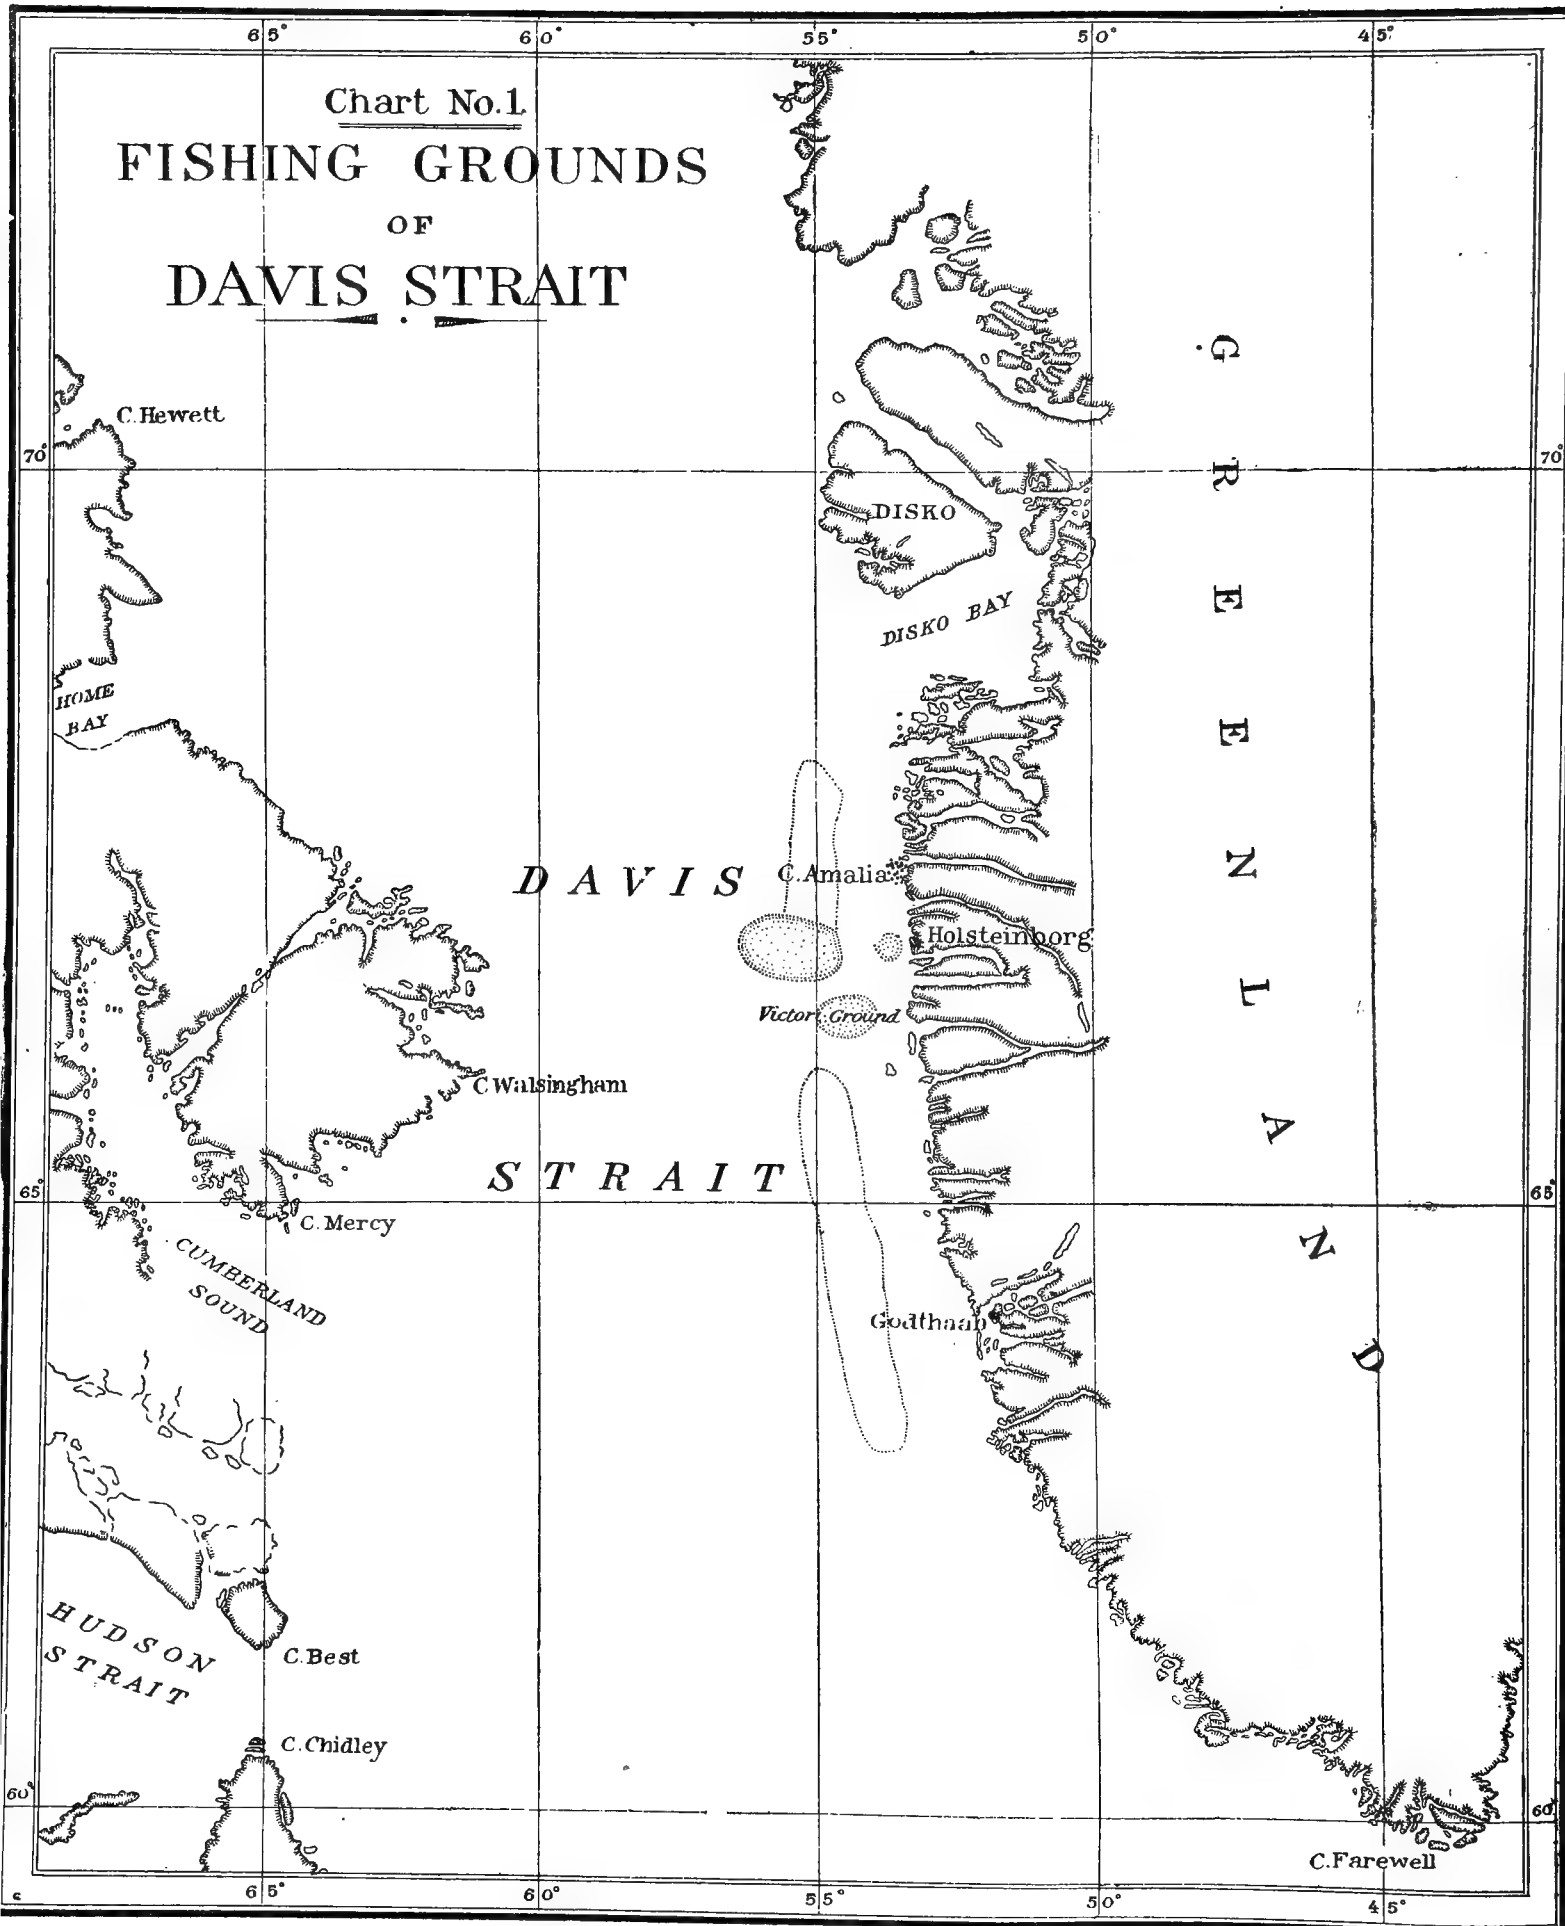 65° 60° 55° 50° 45°
Chart No.1.
FISHING GROUNDS
OF
DAVIS STRAIT
C.Hewett
70° 70°
DISKO
DISKO BAY
HOME
BAY
GREENLAND
DAVIS
C.Amalia
Holsteinborg
Victori Ground
C Walsingham
STRAIT
65° 65°
C.Mercy
CUMBERLAND
SOUND
Godthaab
HUDSON
STRAIT
C.Best
C.Chidley
60° 60°
C.Farewell
65° 60° 55° 50° 45°